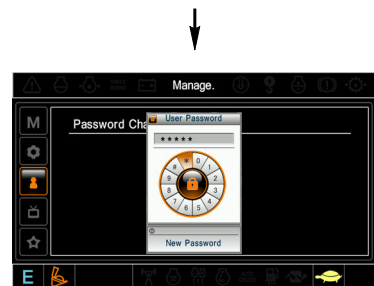 Manage.
M
Password Cha
User Password
* * * * *
# * 0 1 2 3 4 5 6 7 8 9
New Password
E